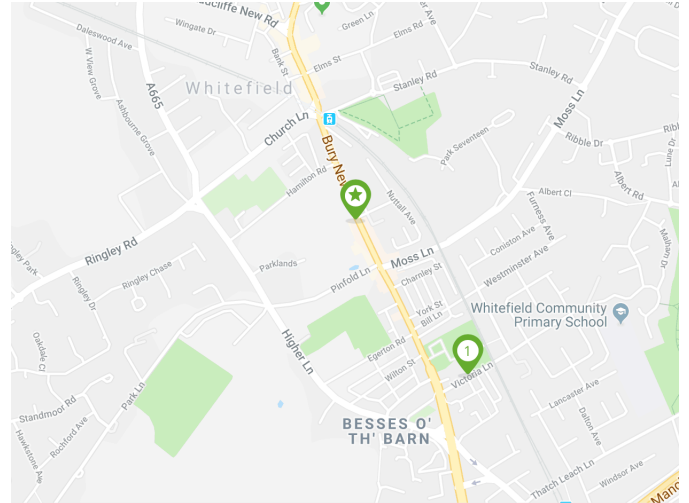 dcliffe New Rd
Daleswood Ave
Wingate Dr
W View Grove
A665
Ashbourne Grove
Bank St
Elms St
Elms Rd
Whitefield
Stanley Rd
Stanley Rd
Moss Ln
Church Ln
Bury New
Park Seventeen
Ribble Dr
Lune Dr
Hamilton Rd
Nuttall Ave
Albert Cl
Albert Rd
Furness Ave
Malham Dr
Ringley Rd
Ringley Park
Ringley Dr
Ringley Chase
Parklands
Pinfold Ln
Moss Ln
Coniston Ave
Charnley St
Westminster Ave
York St
Bill Ln
Whitefield Community
Primary School
Oakdale Cl
Higher Ln
Egerton Rd
Wilton St
1
Victoria Ln
Park Ln
Standmoor Rd
Rochford Ave
Hawkstone Ave
Lancaster Ave
Dalton Ave
BESSES O'
TH' BARN
Thatch Leach Ln
Windsor Ave